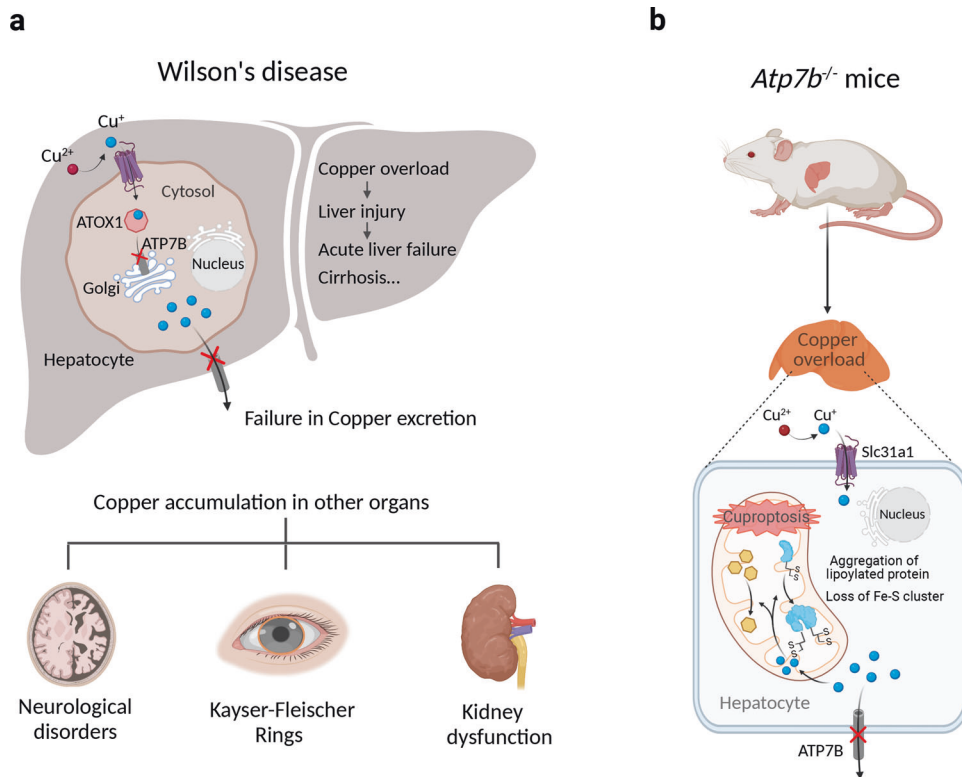 a
Wilson's disease
Cu⁺
Cu²⁺
Cytosol
ATOX1
ATP7B
Nucleus
Golgi
Hepatocyte
Copper overload
Liver injury
Acute liver failure
Cirrhosis...
Failure in Copper excretion
Copper accumulation in other organs
Neurological
disorders
Kayser-Fleischer
Rings
Kidney
dysfunction
b
Atp7b⁻/⁻ mice
Copper
overload
Cu²⁺
Cu⁺
Slc31a1
Nucleus
Cuproptosis
S
S
Aggregation of
lipoylated protein
Loss of Fe-S cluster
S
S
S
S
Hepatocyte
ATP7B